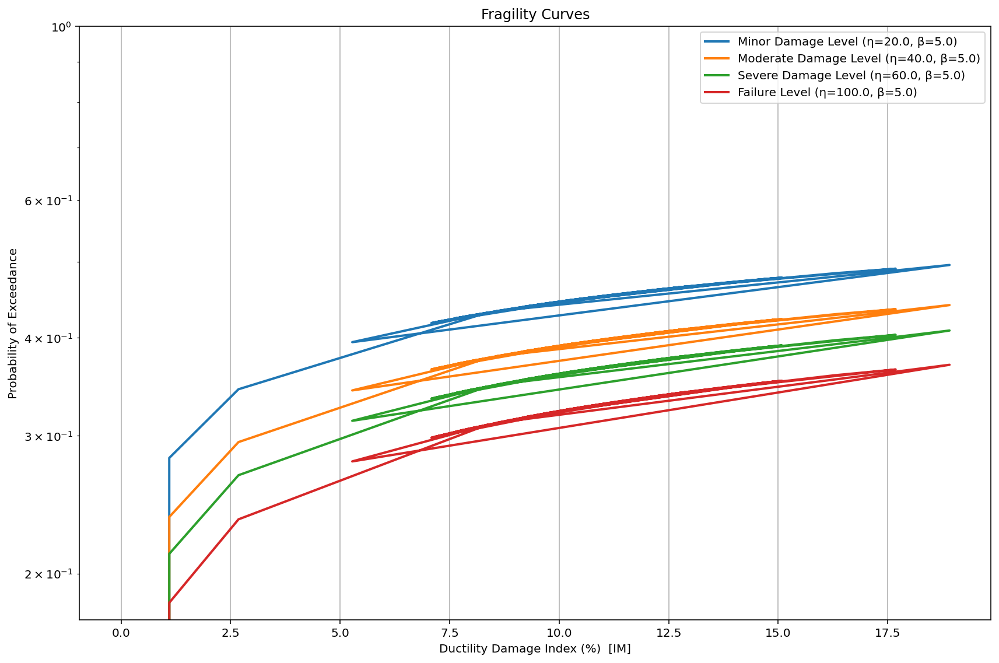 Fragility Curves
10⁰
6 × 10⁻¹
4 × 10⁻¹
3 × 10⁻¹
2 × 10⁻¹
Probability of Exceedance
Minor Damage Level (η=20.0, β=5.0)
Moderate Damage Level (η=40.0, β=5.0)
Severe Damage Level (η=60.0, β=5.0)
Failure Level (η=100.0, β=5.0)
0.0 2.5 5.0 7.5 10.0 12.5 15.0 17.5
Ductility Damage Index (%)  [IM]